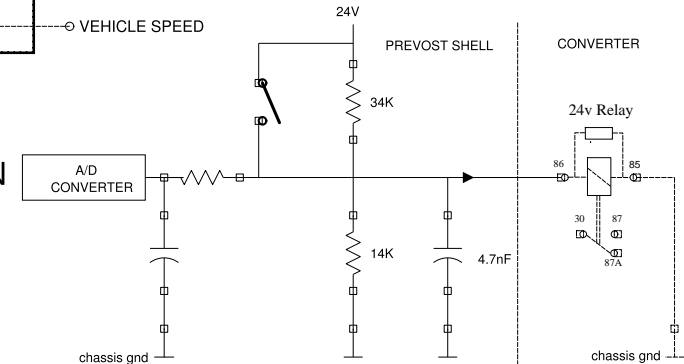 24V
VEHICLE SPEED
PREVOST SHELL
CONVERTER
34K
24v Relay
N
A/D
CONVERTER
86
85
30
87
14K
4.7nF
87A
chassis gnd
chassis gnd